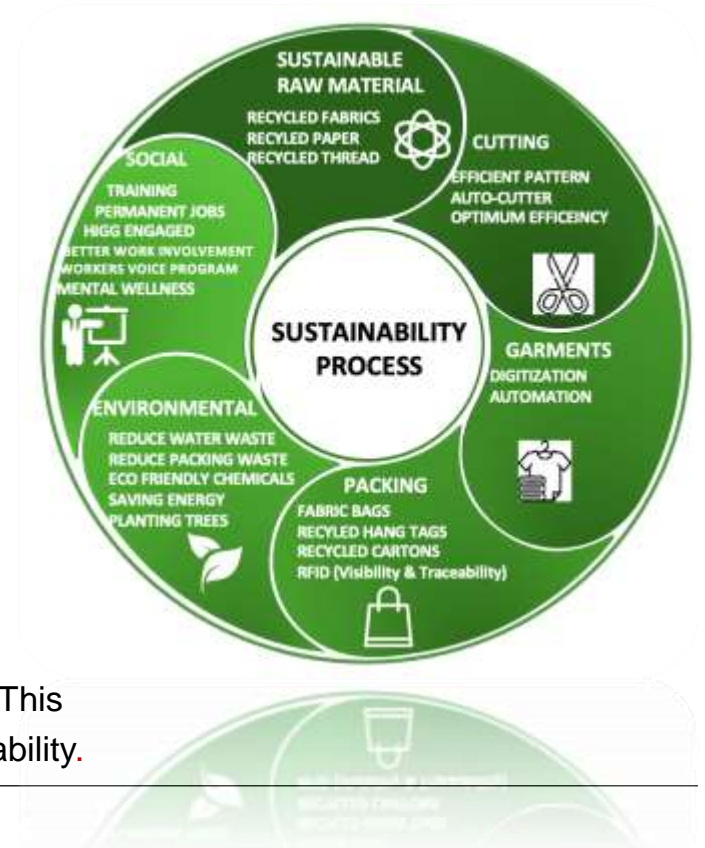 SUSTAINABLE
RAW MATERIAL
RECYCLED FABRICS
RECYLED PAPER
RECYCLED THREAD
CUTTING
EFFICIENT PATTERN
AUTO-CUTTER
OPTIMUM EFFICEINCY
GARMENTS
DIGITIZATION
AUTOMATION
PACKING
FABRIC BAGS
RECYLED HANG TAGS
RECYCLED CARTONS
RFID (Visibility & Traceability)
ENVIRONMENTAL
REDUCE WATER WASTE
REDUCE PACKING WASTE
ECO FRIENDLY CHEMICALS
SAVING ENERGY
PLANTING TREES
SOCIAL
TRAINING
PERMANENT JOBS
HIGG ENGAGED
BETTER WORK INVOLVEMENT
WORKERS VOICE PROGRAM
MENTAL WELLNESS
SUSTAINABILITY
PROCESS
This
ability.